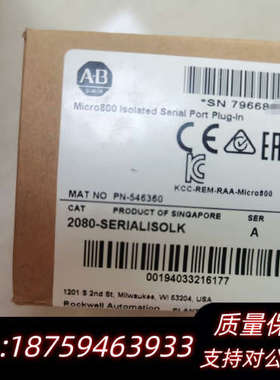 AB
"SN 79668
Micro800 Isolated Serial Port Plug-In
CE
KCC-REM-RAA-Micro800
MAT NO PN-546360
CAT PRODUCT OF SINGAPORE SER
2080-SERIALISOLK A
00194033216177
1201 S 2nd St, Milwaukee, WI 53204, USA
Rockwell Automation
质量保
:18759463933 支持对公